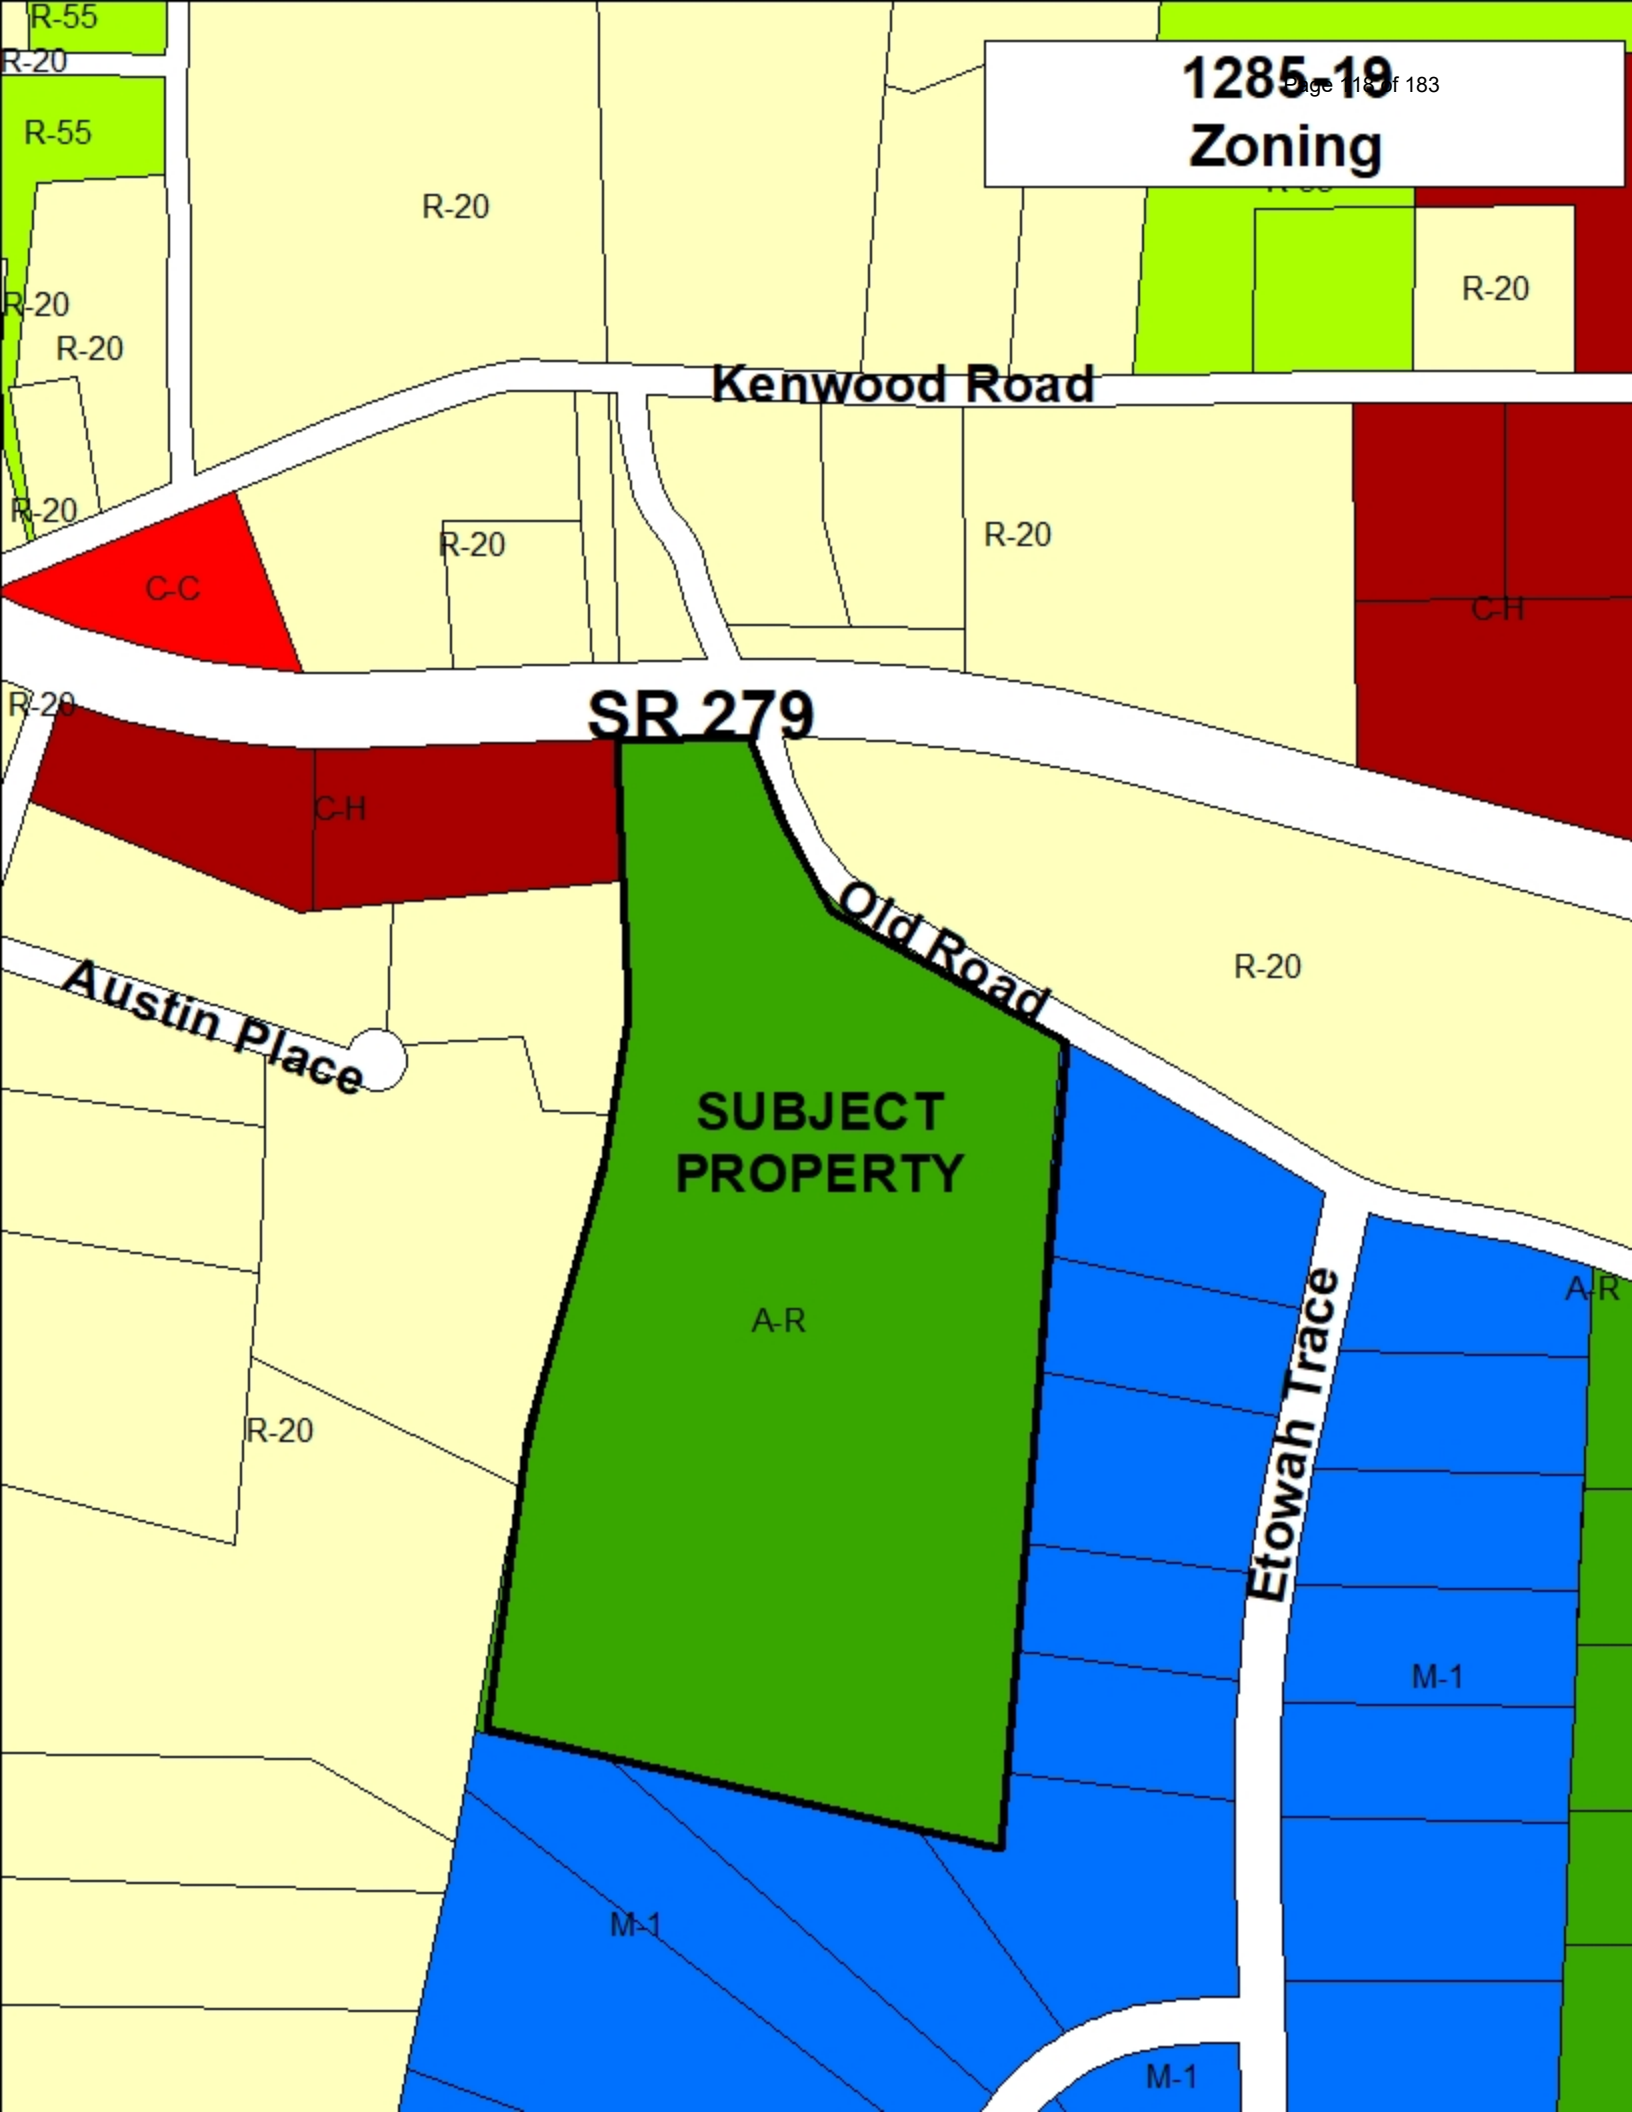 R-55
R-20
1285-19
Page 118 of 183
Zoning
R-55
R-20
R-20
R-20
R-20
Kenwood Road
R-20
R-20
R-20
C-C
C-H
R-20
SR 279
C-H
Old Road
R-20
Austin Place
SUBJECT
PROPERTY
A-R
A-R
Etowah Trace
R-20
M-1
M-1
M-1